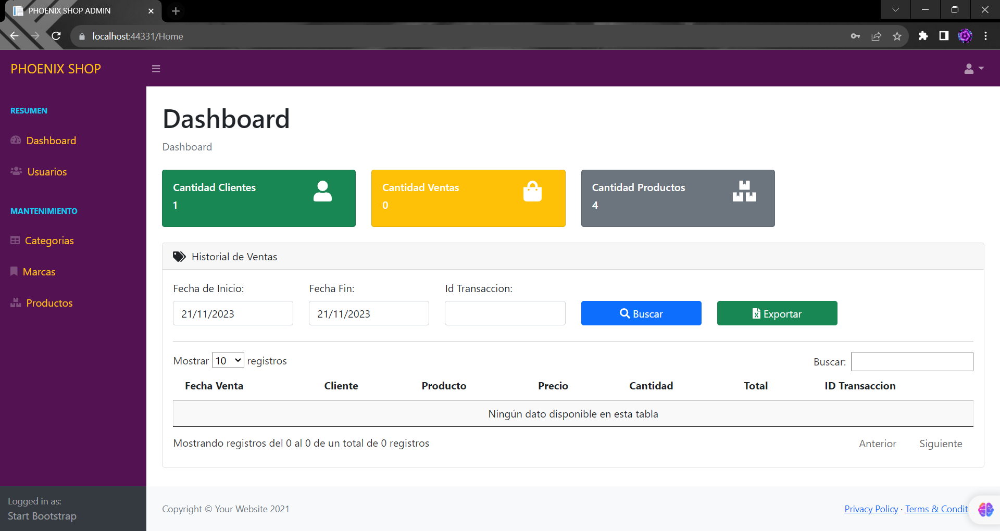 PHOENIX SHOP ADMIN
localhost:44331/Home
PHOENIX SHOP
RESUMEN
Dashboard
Usuarios
MANTENIMIENTO
Categorias
Marcas
Productos
Logged in as:
Start Bootstrap
Dashboard
Dashboard
Cantidad Clientes
1
Cantidad Ventas
0
Cantidad Productos
4
Historial de Ventas
Fecha de Inicio: Fecha Fin: Id Transaccion:
21/11/2023 21/11/2023 Buscar Exportar
Mostrar 10 registros Buscar:
Fecha Venta Cliente Producto Precio Cantidad Total ID Transaccion
Ningún dato disponible en esta tabla
Mostrando registros del 0 al 0 de un total de 0 registros Anterior Siguiente
Copyright © Your Website 2021 Privacy Policy · Terms & Condit